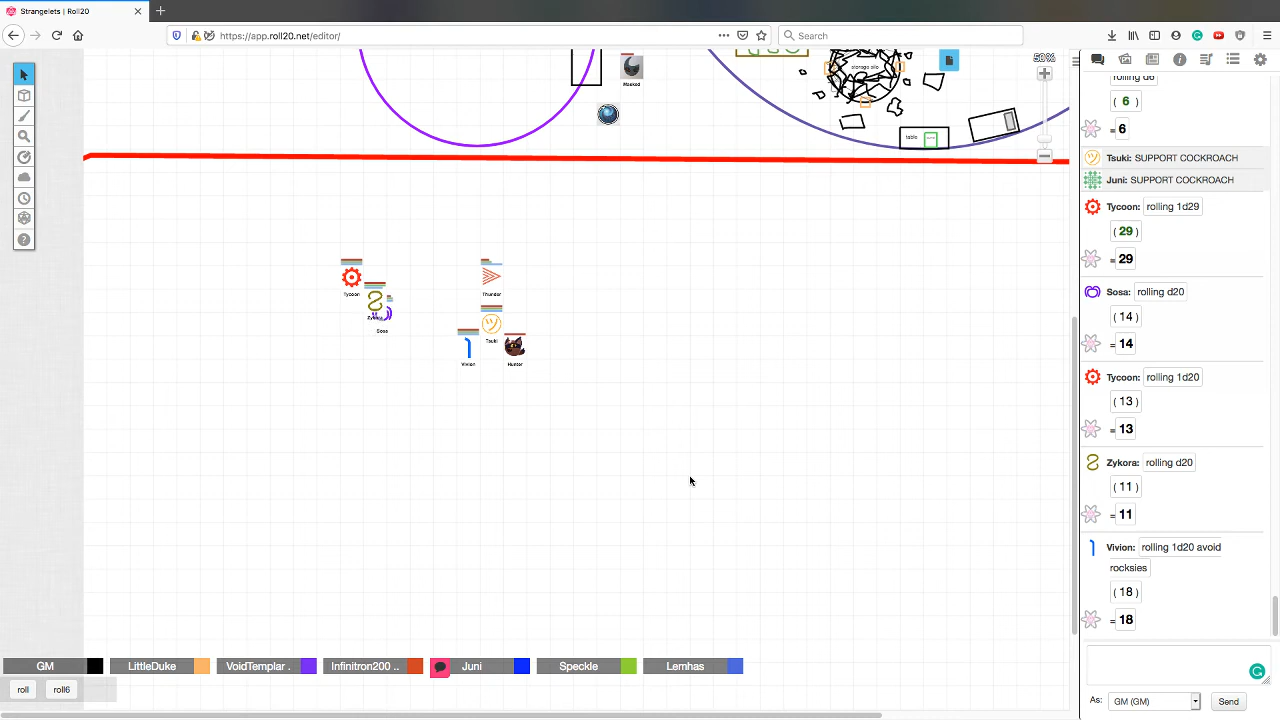 Strangelets | Roll20
https://app.roll20.net/editor/
Search
50%
Masked
storage silo
table
Tycoon
Zykora
Sosa
Thunder
Tsuki
Vivion
Hunter
rolling d6
( 6 )
= 6
Tsuki: SUPPORT COCKROACH
Juni: SUPPORT COCKROACH
Tycoon: rolling 1d29
( 29 )
= 29
Sosa: rolling d20
( 14 )
= 14
Tycoon: rolling 1d20
( 13 )
= 13
Zykora: rolling d20
( 11 )
= 11
Vivion: rolling 1d20 avoid
rocksies
( 18 )
= 18
GM
LittleDuke
VoidTemplar .
Infinitron200 ..
Juni
Speckle
Lemhas
roll
roll6
As:
GM (GM)
Send